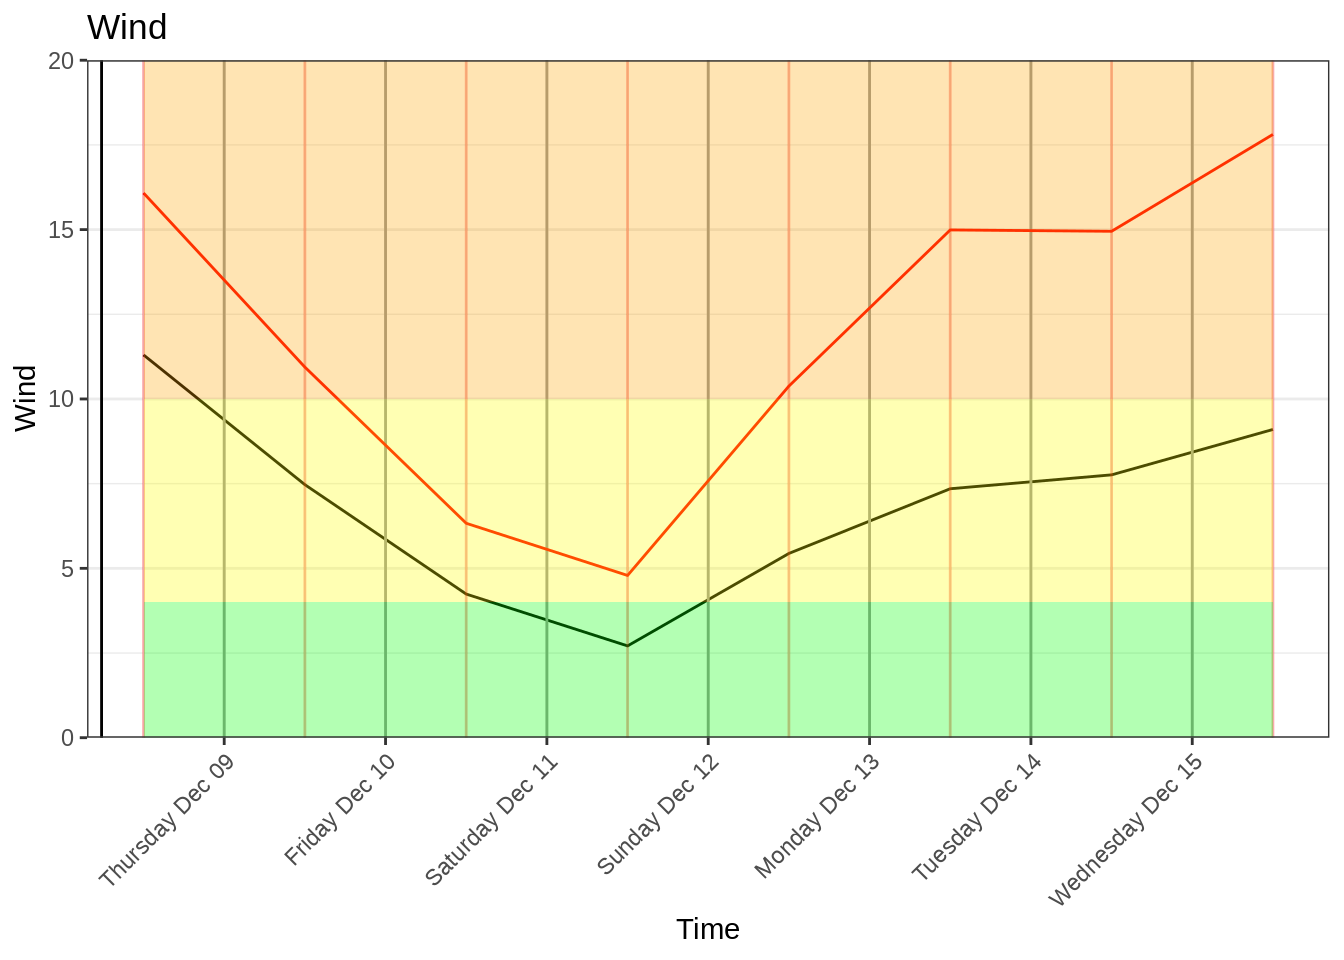 Wind
Wind
20
15
10
5
0
Thursday Dec 09
Friday Dec 10
Saturday Dec 11
Sunday Dec 12
Monday Dec 13
Tuesday Dec 14
Wednesday Dec 15
Time